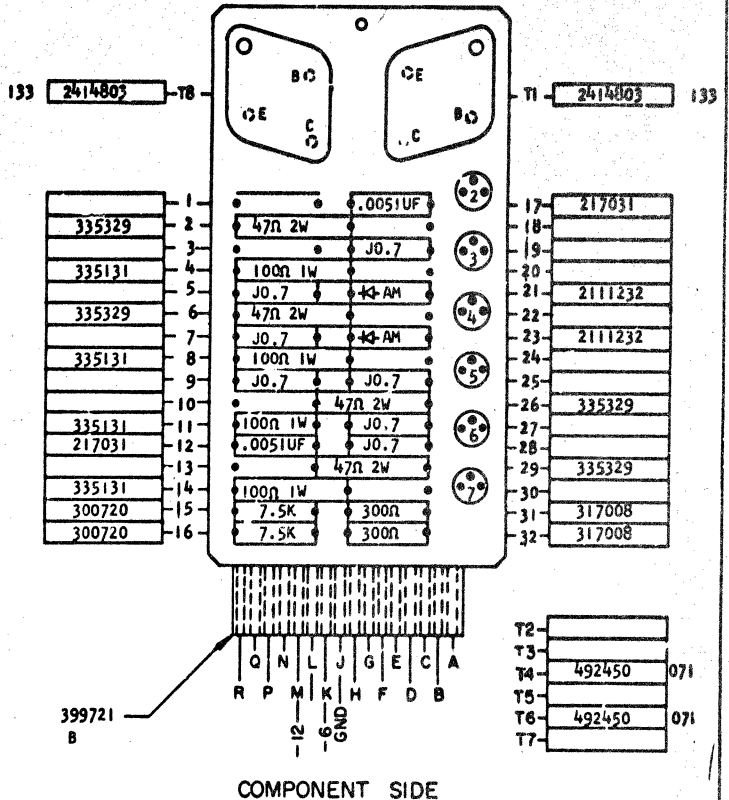 133 2414803 T8 B E C E B C T1 2414803 133
1 .0051UF 2 17 217031
335329 2 47Ω 2W 18
3 J0.7 3 19
335131 4 100Ω 1W 20
5 J0.7 AM 21 2111232
335329 6 47Ω 2W 4 22
7 J0.7 AM 23 2111232
335131 8 100Ω 1W 24
9 J0.7 J0.7 5 25
10 47Ω 2W 26 335329
335131 11 100Ω 1W J0.7 6 27
217031 12 .0051UF J0.7 28
13 47Ω 2W 29 335329
335131 14 100Ω 1W 7 30
300720 15 7.5K 300Ω 31 317008
300720 16 7.5K 300Ω 32 317008
T2
T3
T4 492450 071
T5
T6 492450 071
T7
Q N L J G E C A
R P M K H F D B
-12 -6 GND
399721
B
COMPONENT SIDE